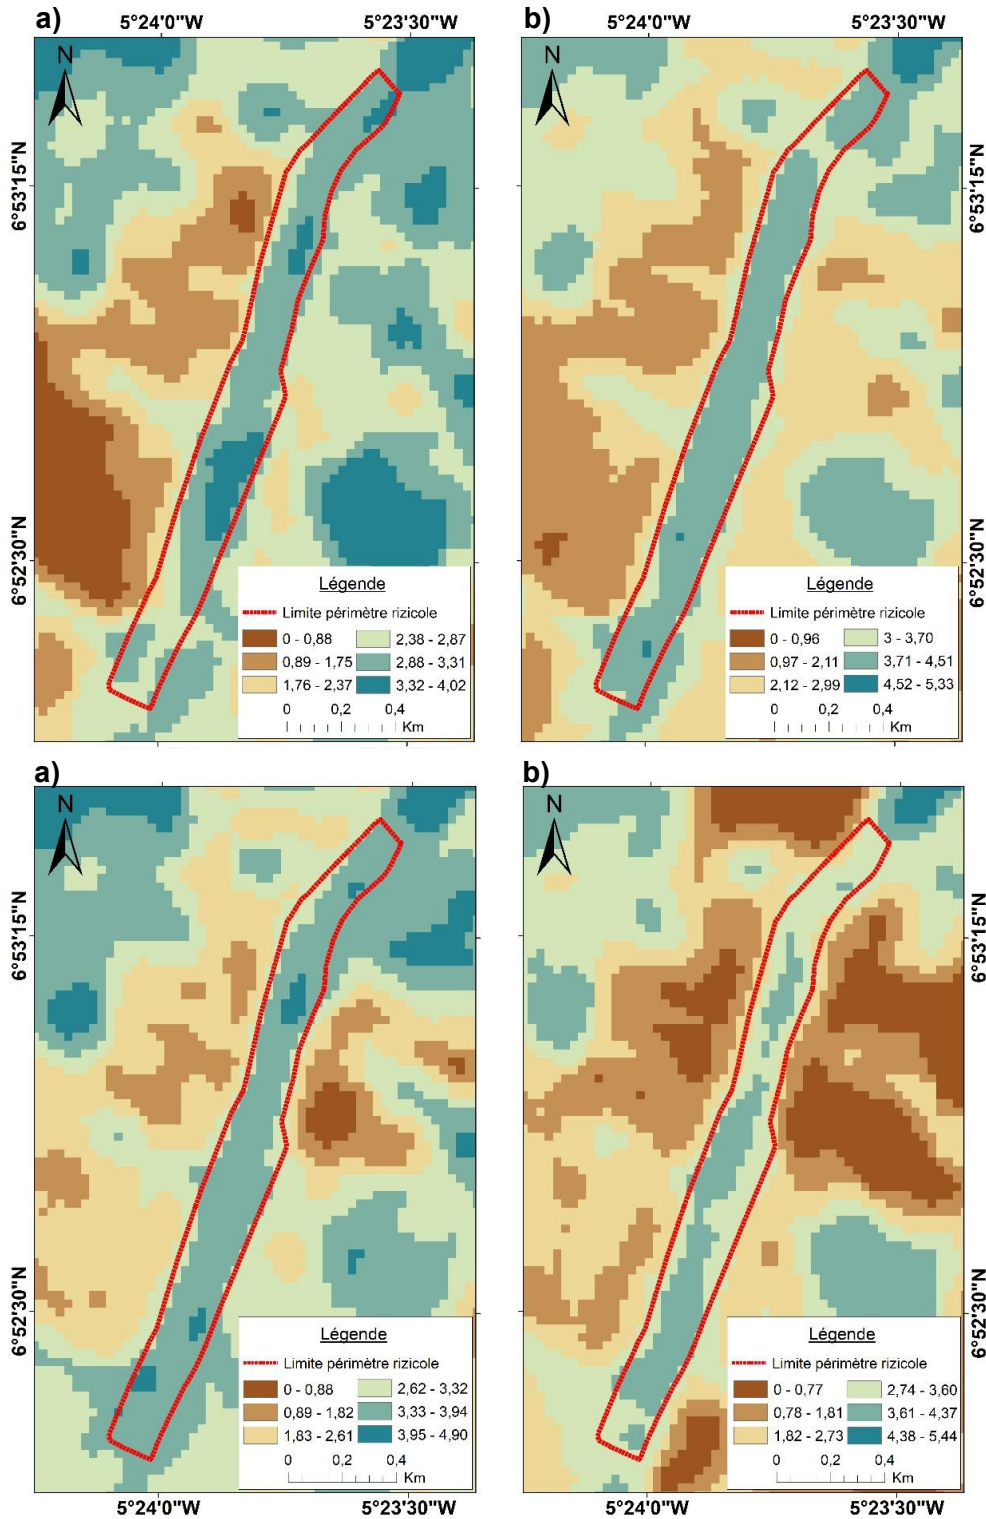 a)
b)
5°24'0"W
5°23'30"W
5°24'0"W
5°23'30"W
N
N
6°53'15"N
6°53'15"N
6°52'30"N
6°52'30"N
Légende
Limite périmètre rizicole
0 - 0,88
2,38 - 2,87
0,89 - 1,75
2,88 - 3,31
1,76 - 2,37
3,32 - 4,02
0 0,2 0,4
Km
Légende
Limite périmètre rizicole
0 - 0,96
3 - 3,70
0,97 - 2,11
3,71 - 4,51
2,12 - 2,99
4,52 - 5,33
0 0,2 0,4
Km
a)
b)
N
N
6°53'15"N
6°53'15"N
6°52'30"N
6°52'30"N
Légende
Limite périmètre rizicole
0 - 0,88
2,62 - 3,32
0,89 - 1,82
3,33 - 3,94
1,83 - 2,61
3,95 - 4,90
0 0,2 0,4
Km
Légende
Limite périmètre rizicole
0 - 0,77
2,74 - 3,60
0,78 - 1,81
3,61 - 4,37
1,82 - 2,73
4,38 - 5,44
0 0,2 0,4
Km
5°24'0"W
5°23'30"W
5°24'0"W
5°23'30"W